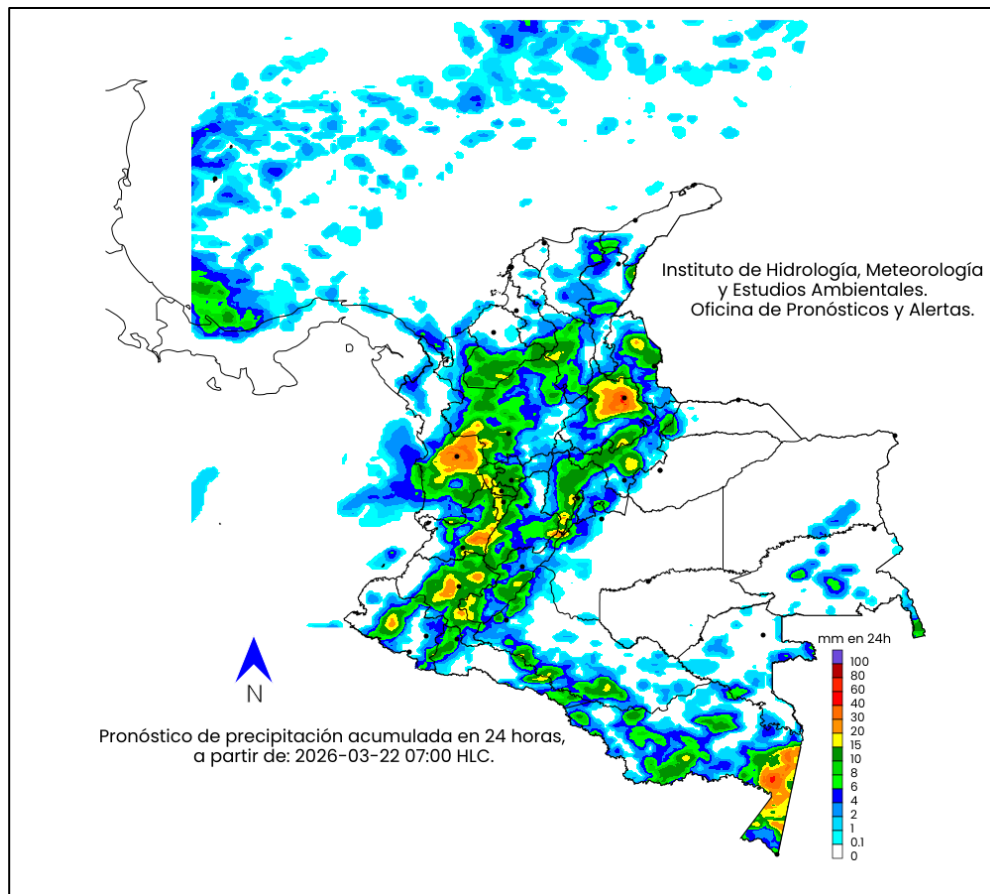 Instituto de Hidrología, Meteorología
y Estudios Ambientales.
Oficina de Pronósticos y Alertas.
mm en 24h
100
80
60
40
30
20
15
10
8
6
4
2
1
0.1
0
N
Pronóstico de precipitación acumulada en 24 horas,
a partir de: 2026-03-22 07:00 HLC.